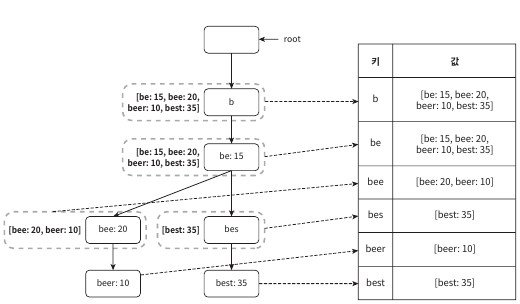 root
[be: 15, bee: 20,
beer: 10, best: 35]
b
[be: 15, bee: 20,
beer: 10, best: 35]
be: 15
[bee: 20, beer: 10]
bee: 20
[best: 35]
bes
beer: 10
best: 35
키 값
b
[be: 15, bee: 20,
beer: 10, best: 35]
be
[be: 15, bee: 20,
beer: 10, best: 35]
bee [bee: 20, beer: 10]
bes [best: 35]
beer [beer: 10]
best [best: 35]